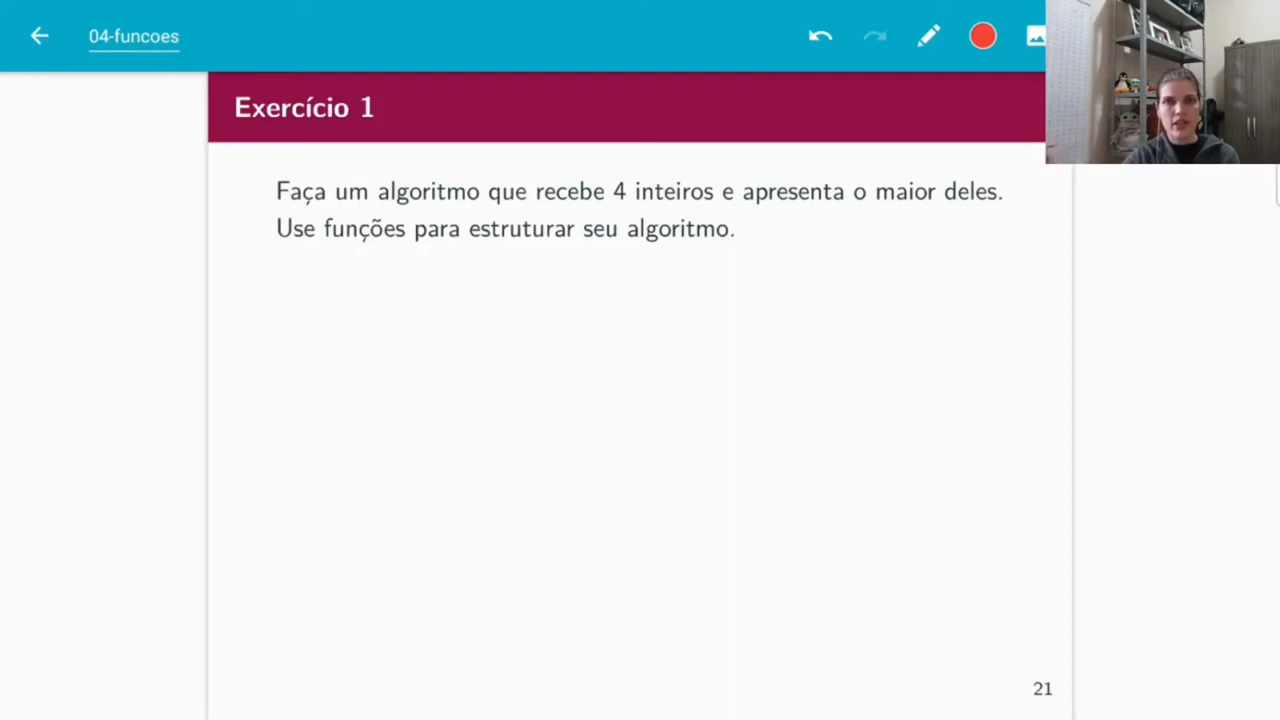 04-funcoes
Exercício 1
Faça um algoritmo que recebe 4 inteiros e apresenta o maior deles.
Use funções para estruturar seu algoritmo.
21